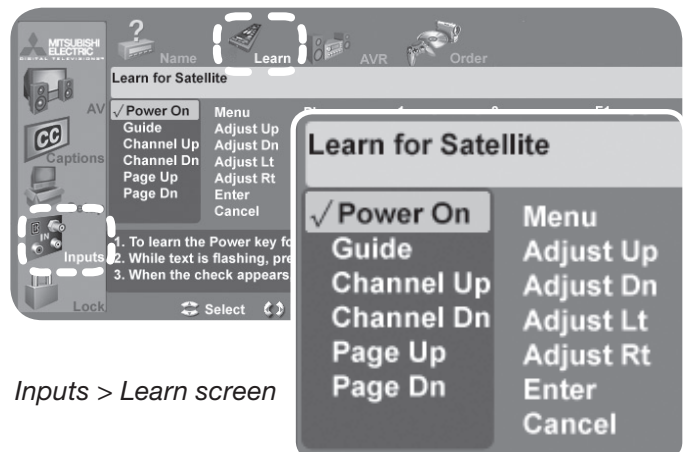 MITSUBISHI
ELECTRIC
DIGITAL TELEVISIONS
? Name Learn AVR Order
Learn for Satellite
AV
√ Power On Menu
Guide Adjust Up
Channel Up Adjust Dn
Channel Dn Adjust Lt
Page Up Adjust Rt
Page Dn Enter
Cancel
CC
Captions
IN
Inputs
1. To learn the Power key fo
2. While text is flashing, pre
3. When the check appears
Lock
Select
Learn for Satellite
√ Power On Menu
Guide Adjust Up
Channel Up Adjust Dn
Channel Dn Adjust Lt
Page Up Adjust Rt
Page Dn Enter
Cancel
Inputs > Learn screen